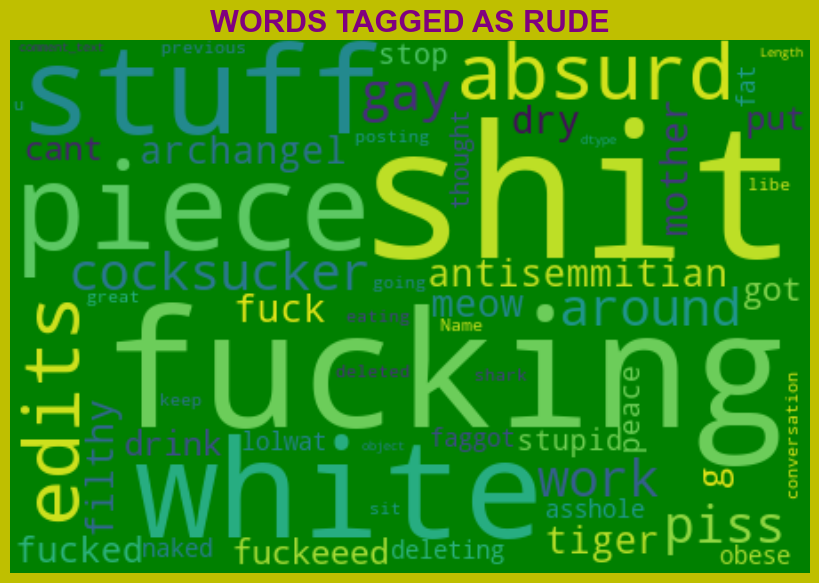 WORDS TAGGED AS RUDE
comment_text previous stop absurd Length
u stuff gay fat
dry put
cant archangel posting thought dtype mother
piece shit libe
cocksucker going antisemmitian got
great fuck eating meow around
Name
edits fucking
deleted shark
keep peace conversation
filthy drink lolwat object faggot stupid
white work g
sit asshole piss
fucked naked fuckeeed deleting tiger obese